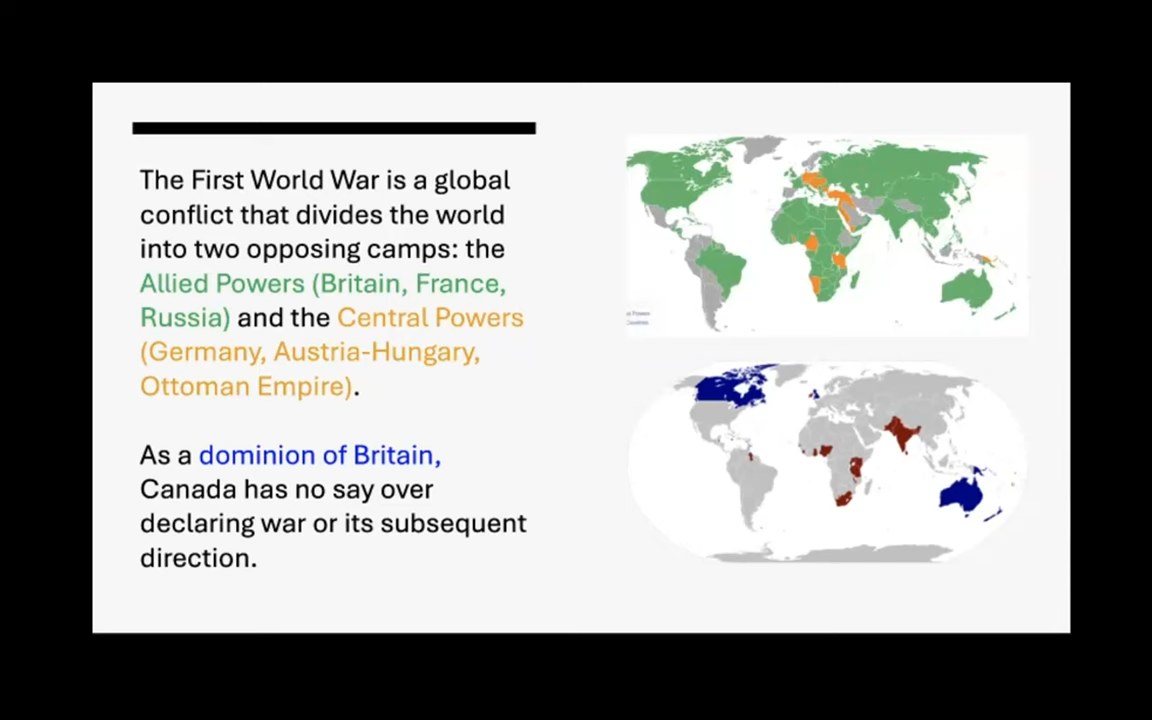 The First World War is a global
conflict that divides the world
into two opposing camps: the
Allied Powers (Britain, France,
Russia) and the Central Powers
(Germany, Austria-Hungary,
Ottoman Empire).
As a dominion of Britain,
Canada has no say over
declaring war or its subsequent
direction.
Powers
Countries